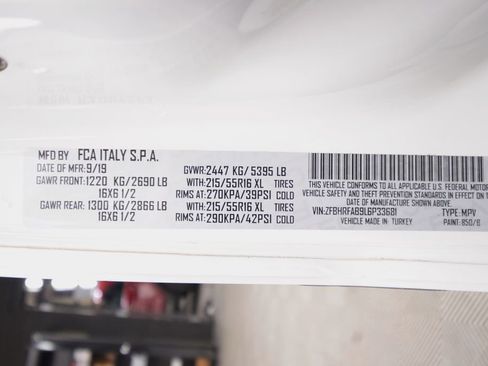 MFD BY FCA ITALY S.P.A.
DATE OF MFR: 9/19 GVWR: 2447 KG/ 5395 LB
GAWR FRONT: 1220 KG/ 2690 LB WITH: 215/55R16 XL TIRES
16X6 1/2 RIMS AT: 270KPA/39PSI COLD
GAWR REAR: 1300 KG/ 2866 LB WITH: 215/55R16 XL TIRES
16X6 1/2 RIMS AT: 290KPA/42PSI COLD
THIS VEHICLE CONFORMS TO ALL APPLICABLE U.S. FEDERAL MOTOR
VEHICLE SAFETY AND THEFT PREVENTION STANDARDS IN EFFECT ON
DATE OF MANUFACTURE SHOWN ABOVE.
VIN: ZFBHRFAB9L6P33681 TYPE: MPV
VEHICLE MADE IN: TURKEY PAINT: 850/B